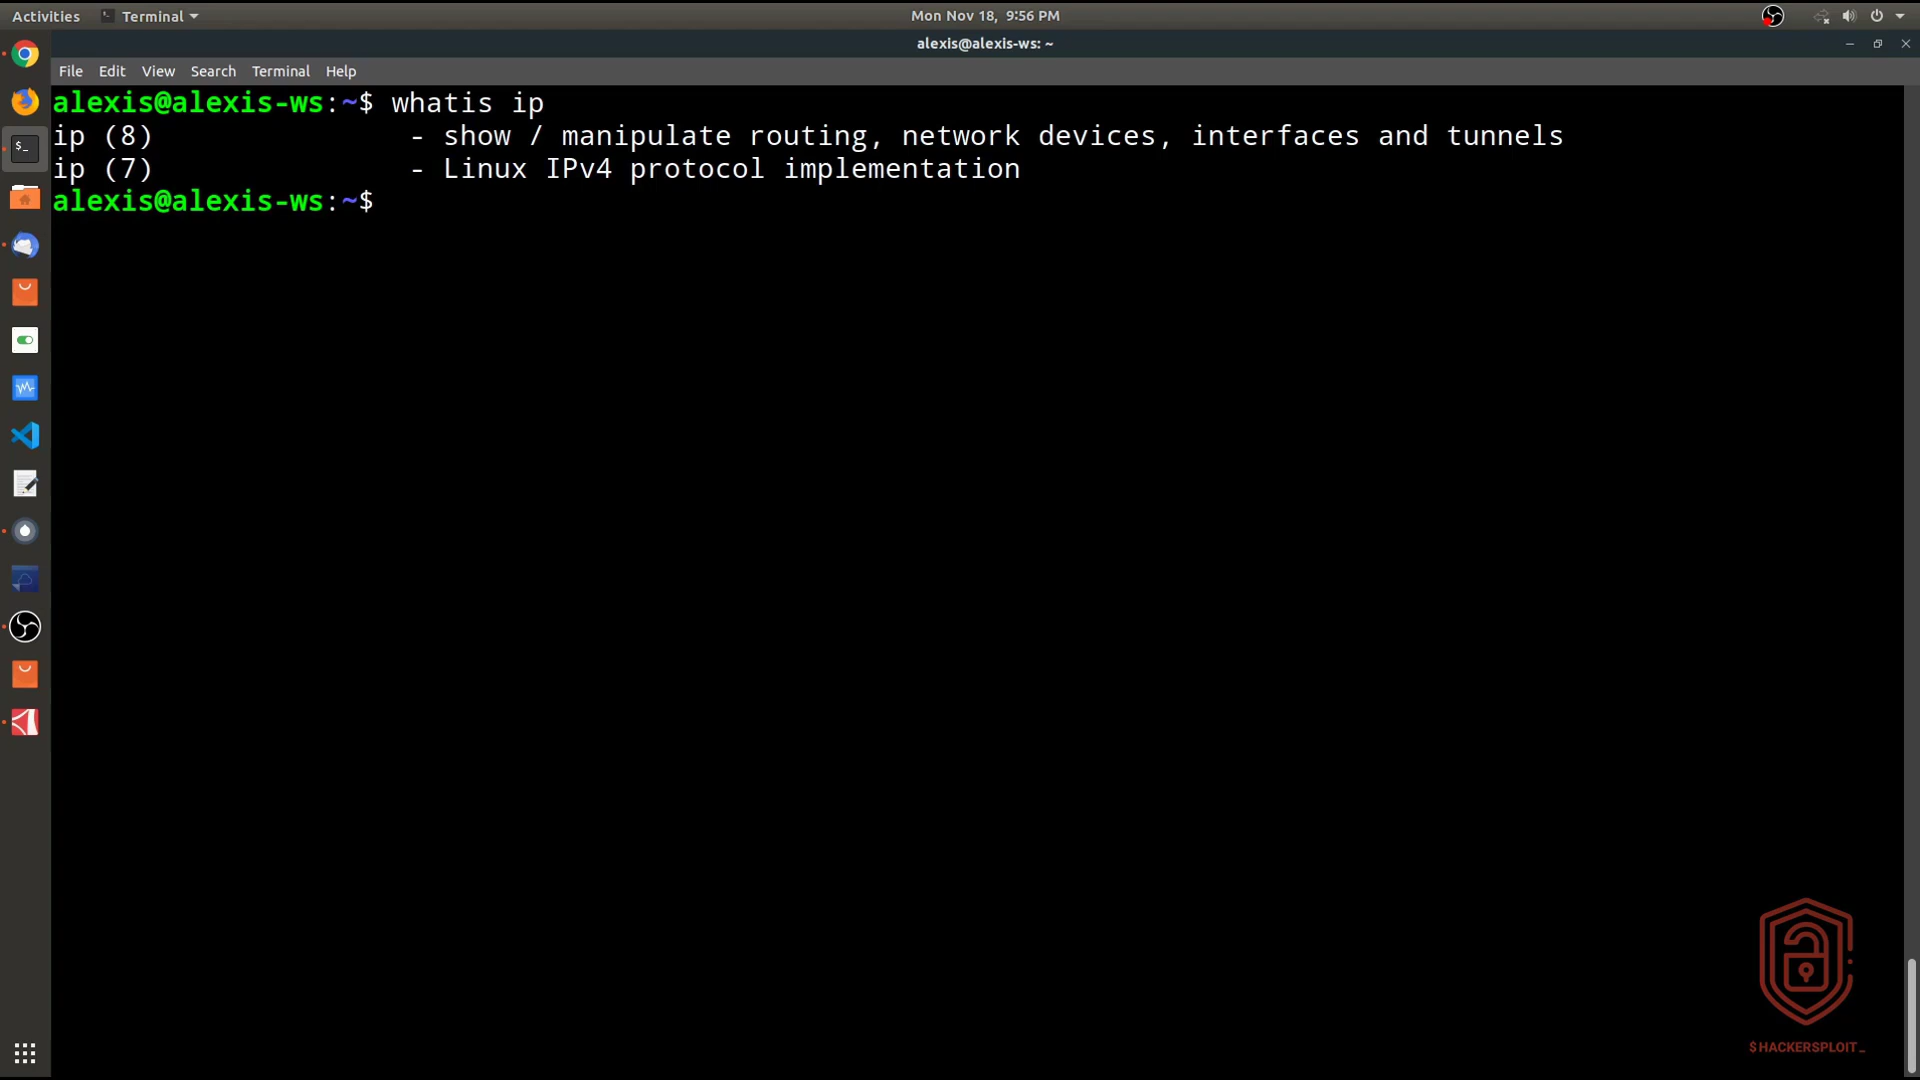 Activities Terminal Mon Nov 18, 9:56 PM
alexis@alexis-ws: ~
File Edit View Search Terminal Help
alexis@alexis-ws:~$ whatis ip
ip (8) - show / manipulate routing, network devices, interfaces and tunnels
ip (7) - Linux IPv4 protocol implementation
alexis@alexis-ws:~$
$HACKERSPLOIT_